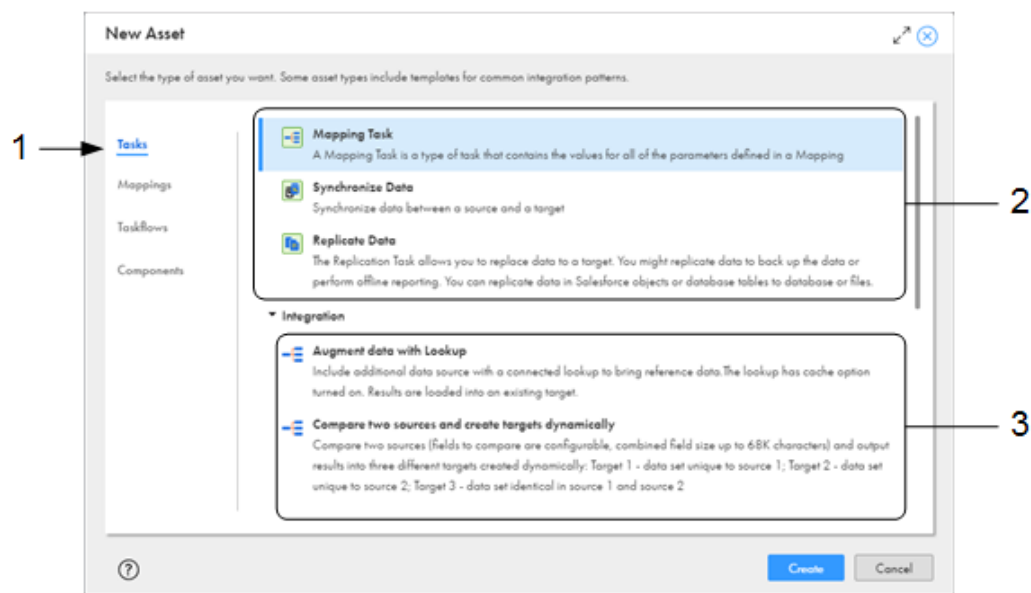 New Asset
Select the type of asset you want. Some asset types include templates for common integration patterns.
1
Tasks
Mappings
Taskflows
Components
Mapping Task
A Mapping Task is a type of task that contains the values for all of the parameters defined in a Mapping
Synchronize Data
Synchronize data between a source and a target
2
Replicate Data
The Replication Task allows you to replace data to a target. You might replicate data to back up the data or
perform offline reporting. You can replicate data in Salesforce objects or database tables to database or files.
Integration
Augment data with Lookup
Include additional data source with a connected lookup to bring reference data.The lookup has cache option
turned on. Results are loaded into an existing target.
Compare two sources and create targets dynamically
3
Compare two sources (fields to compare are configurable, combined field size up to 68K characters) and output
results into three different targets created dynamically: Target 1 - data set unique to source 1; Target 2 - data set
unique to source 2; Target 3 - data set identical in source 1 and source 2
?
Create
Cancel